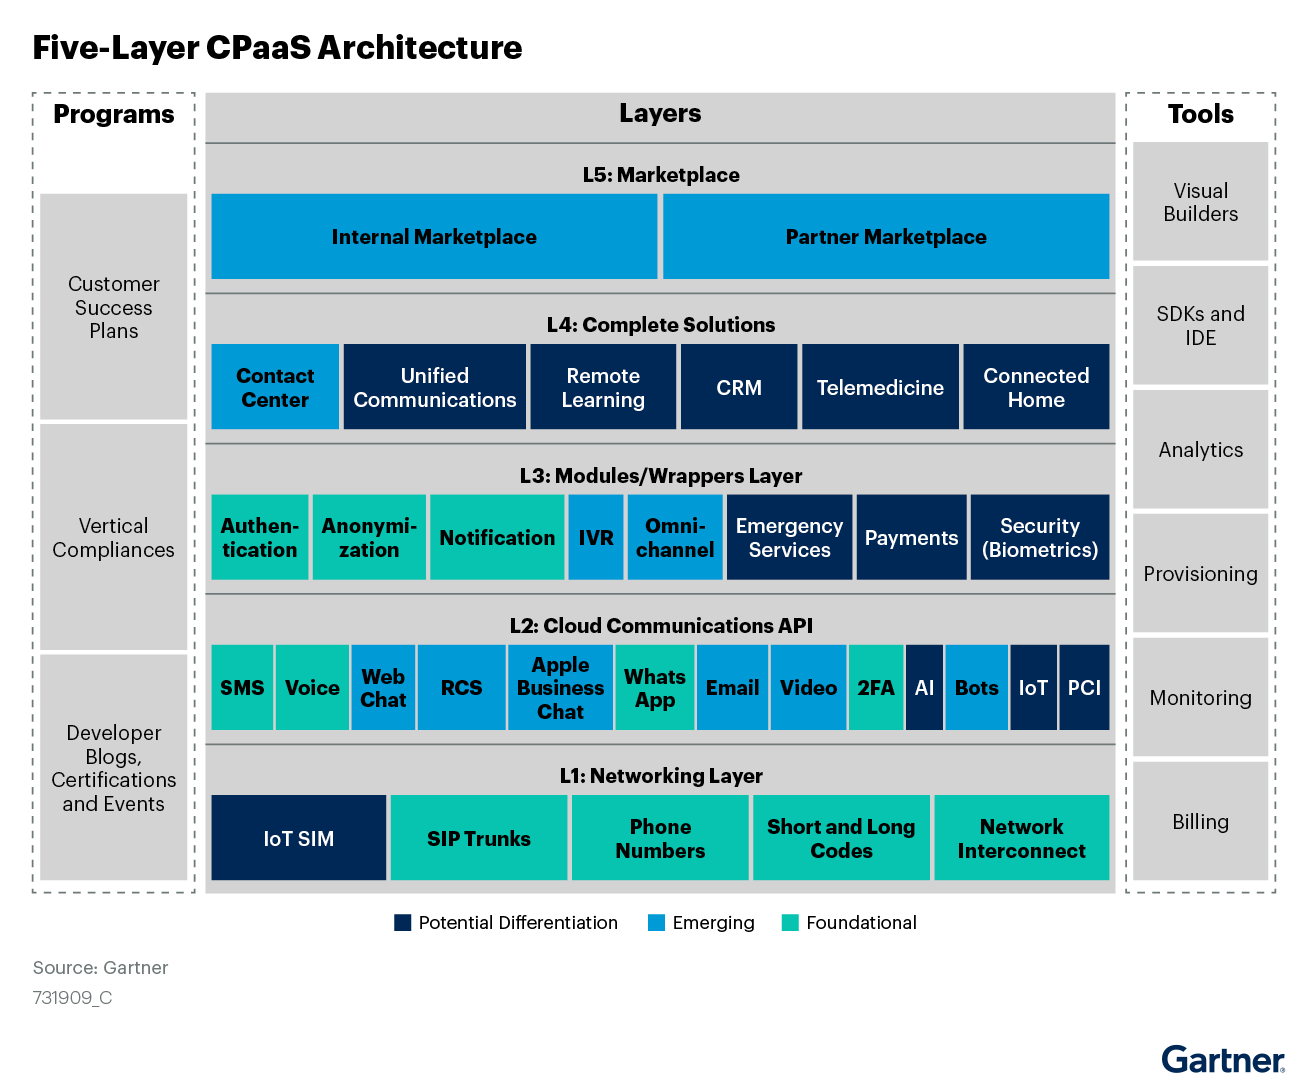 Five-Layer CPaaS Architecture
Programs
Customer
Success
Plans
Vertical
Compliances
Developer
Blogs,
Certifications
and Events
Layers
L5: Marketplace
Internal Marketplace
Partner Marketplace
L4: Complete Solutions
Contact
Center
Unified
Communications
Remote
Learning
CRM
Telemedicine
Connected
Home
L3: Modules/Wrappers Layer
Authen-
tication
Anonymi-
zation
Notification
IVR
Omni-
channel
Emergency
Services
Payments
Security
(Biometrics)
L2: Cloud Communications API
SMS
Voice
Web
Chat
RCS
Apple
Business
Chat
Whats
App
Email
Video
2FA
AI
Bots
IoT
PCI
L1: Networking Layer
IoT SIM
SIP Trunks
Phone
Numbers
Short and Long
Codes
Network
Interconnect
Tools
Visual
Builders
SDKs and
IDE
Analytics
Provisioning
Monitoring
Billing
Potential Differentiation
Emerging
Foundational
Source: Gartner
731909_C
Gartner®